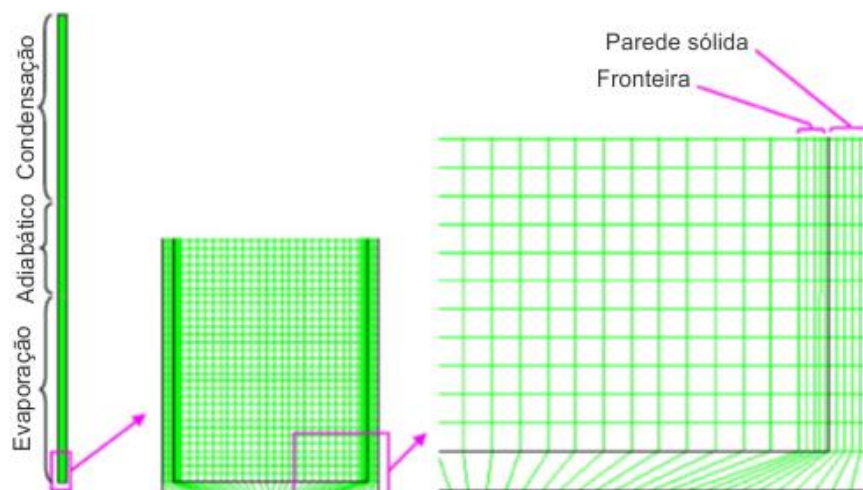 Condensação
Adiabático
Evaporação
Parede sólida
Fronteira